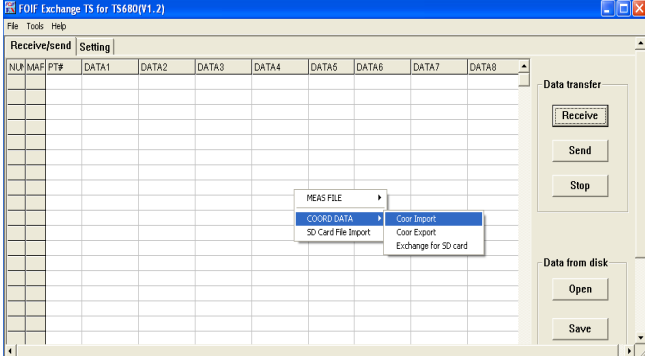 FOIF Exchange TS for TS680(V1.2)
File Tools Help
Receive/send Setting
NUM MAF PT# DATA1 DATA2 DATA3 DATA4 DATA5 DATA6 DATA7 DATA8
Data transfer
Receive
Send
Stop
MEAS FILE
COORD DATA
SD Card File Import
Coor Import
Coor Export
Exchange for SD card
Data from disk
Open
Save